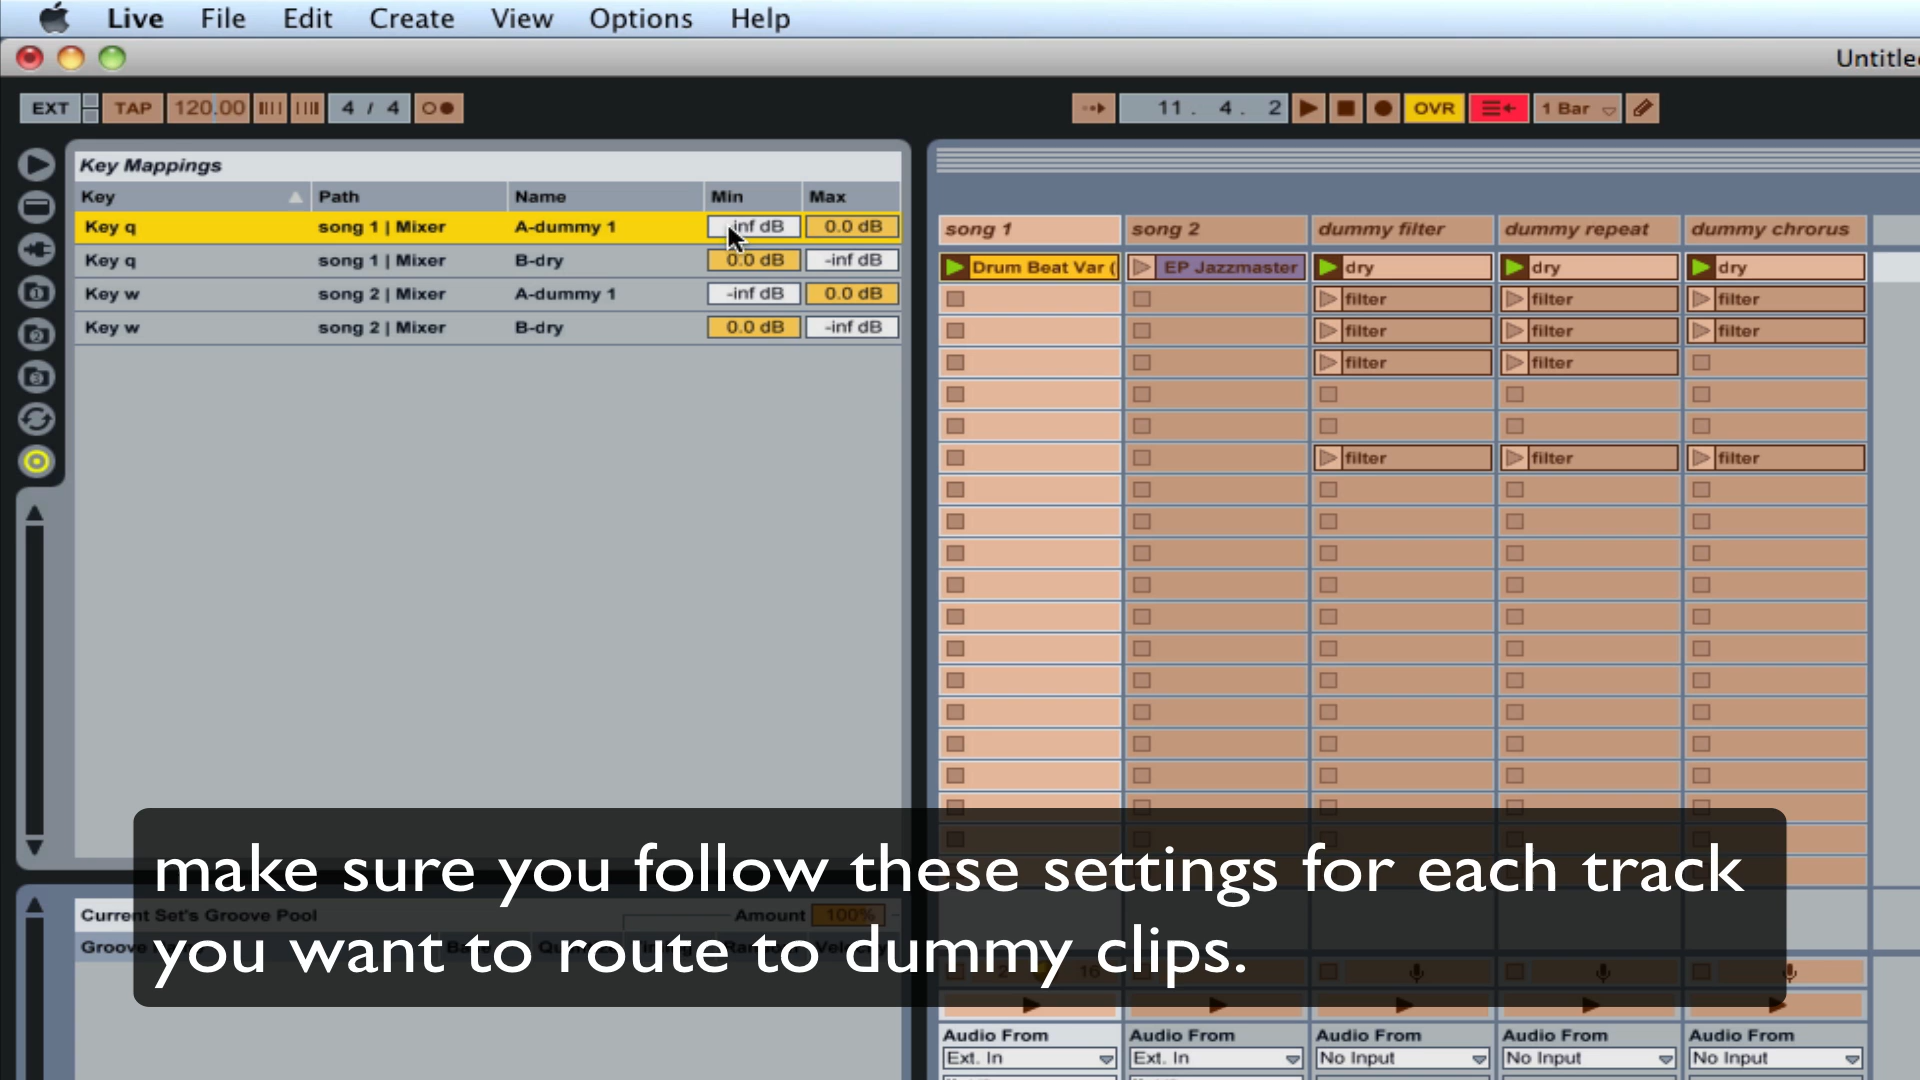 Live File Edit Create View Options Help
Untitle
EXT TAP 120.00 4 / 4 11. 4. 2 OVR 1 Bar
Key Mappings
Key Path Name Min Max
Key q song 1 | Mixer A-dummy 1 -inf dB 0.0 dB
Key q song 1 | Mixer B-dry 0.0 dB -inf dB
Key w song 2 | Mixer A-dummy 1 -inf dB 0.0 dB
Key w song 2 | Mixer B-dry 0.0 dB -inf dB
song 1 song 2 dummy filter dummy repeat dummy chrorus
Drum Beat Var ( EP Jazzmaster dry dry dry
filter filter filter
filter filter filter
filter filter
filter filter filter
make sure you follow these settings for each track
you want to route to dummy clips.
Current Set's Groove Pool Amount 100%
Groove
2 16
Audio From Audio From Audio From Audio From Audio From
Ext. In Ext. In No Input No Input No Input